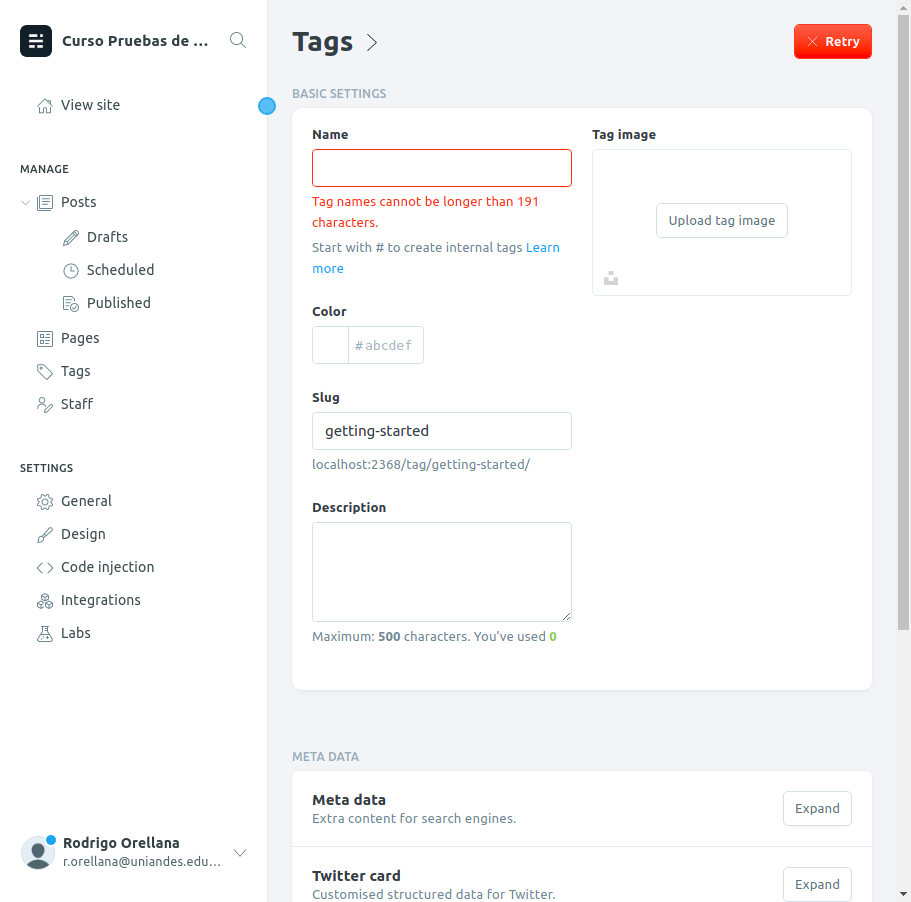 Curso Pruebas de ...
View site
MANAGE
Posts
Drafts
Scheduled
Published
Pages
Tags
Staff
SETTINGS
General
Design
Code injection
Integrations
Labs
Rodrigo Orellana
r.orellana@uniandes.edu...
Tags
Retry
BASIC SETTINGS
Name
Tag names cannot be longer than 191
characters.
Start with # to create internal tags Learn
more
Tag image
Upload tag image
Color
#abcdef
Slug
getting-started
localhost:2368/tag/getting-started/
Description
Maximum: 500 characters. You’ve used 0
META DATA
Meta data
Extra content for search engines.
Expand
Twitter card
Customised structured data for Twitter.
Expand